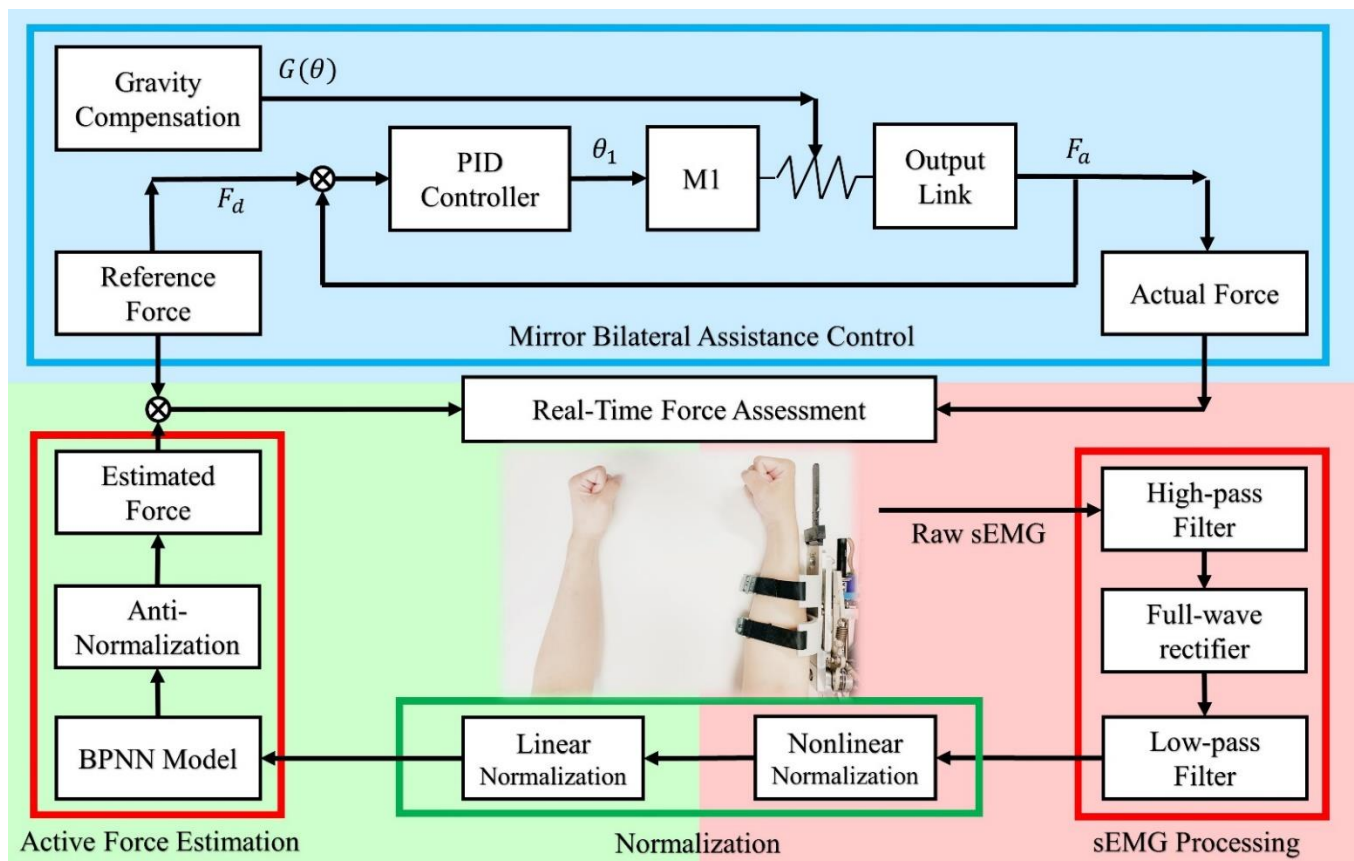 Gravity
Compensation
G(θ)
PID
Controller
θ₁
M1
Output
Link
Fₐ
F_d
Reference
Force
Actual Force
Mirror Bilateral Assistance Control
Real-Time Force Assessment
Estimated
Force
High-pass
Filter
Raw sEMG
Anti-
Normalization
Full-wave
rectifier
BPNN Model
Linear
Normalization
Nonlinear
Normalization
Low-pass
Filter
Active Force Estimation
Normalization
sEMG Processing